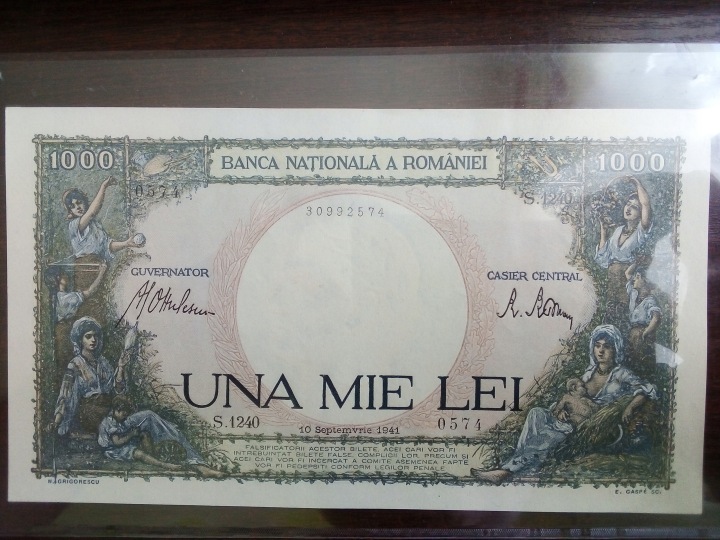 1000
BANCA NAȚIONALĂ A ROMÂNIEI
1000
0574
S.1240
30992574
GUVERNATOR
CASIER CENTRAL
UNA MIE LEI
S.1240
10 Septemvrie 1941
0574
FALSIFICATORII ACESTOR BILETE, ACEI CARI VOR FI
INTREBUINȚAT BILETE FALSE, COMPLICII LOR, PRECUM ȘI
ACEI CARI VOR FI INCERCAT A COMITE ASEMENEA FAPTE
VOR FI PEDEPSIȚI CONFORM LEGILOR PENALE
N. GRIGORESCU
E. GASPÉ SC.